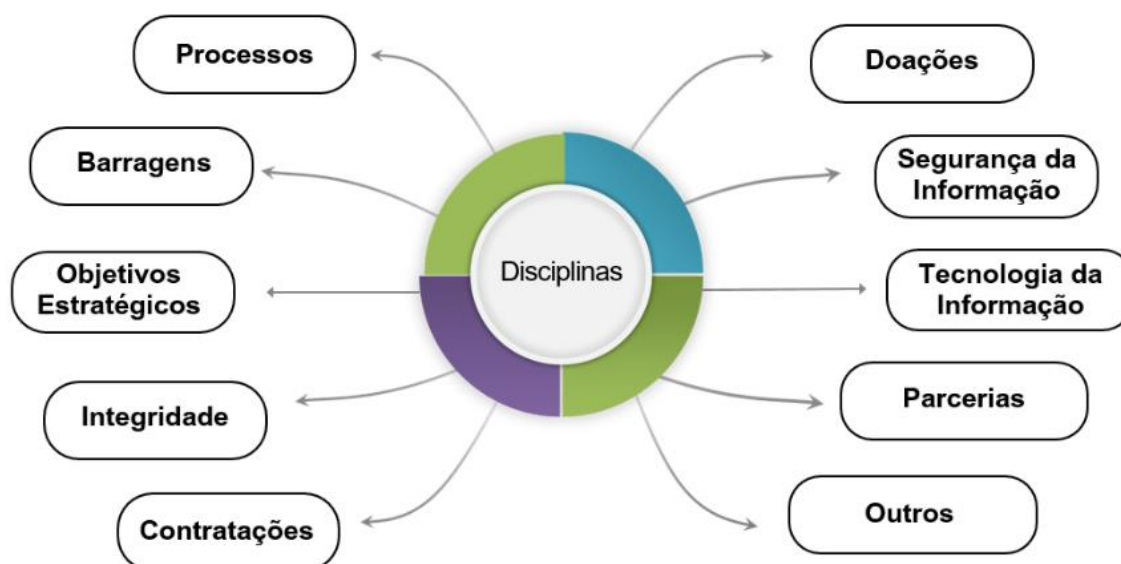 Processos
Barragens
Objetivos
Estratégicos
Integridade
Contratações
Disciplinas
Doações
Segurança da
Informação
Tecnologia da
Informação
Parcerias
Outros